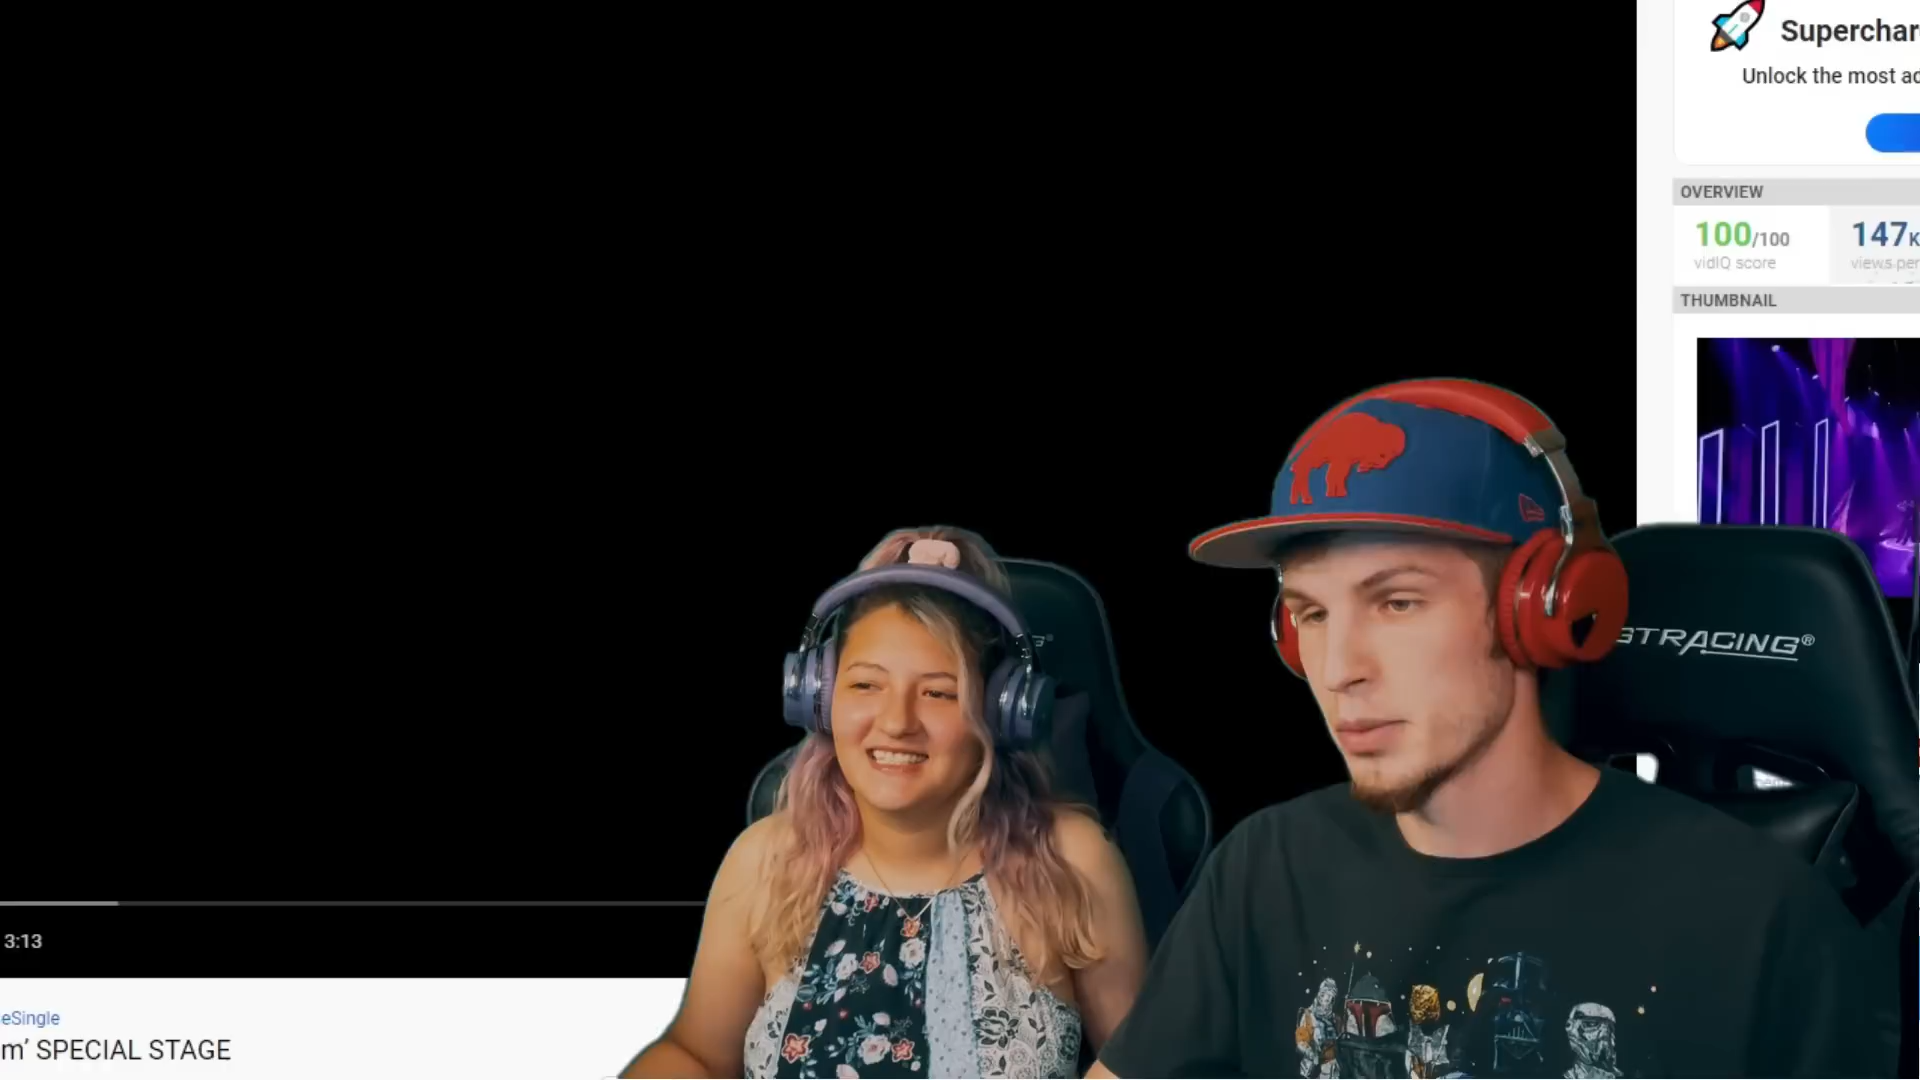 Superchar
Unlock the most ad
OVERVIEW
100/100
147K
vidIQ score
views per
THUMBNAIL
GTRACING®
3:13
eSingle
m’ SPECIAL STAGE